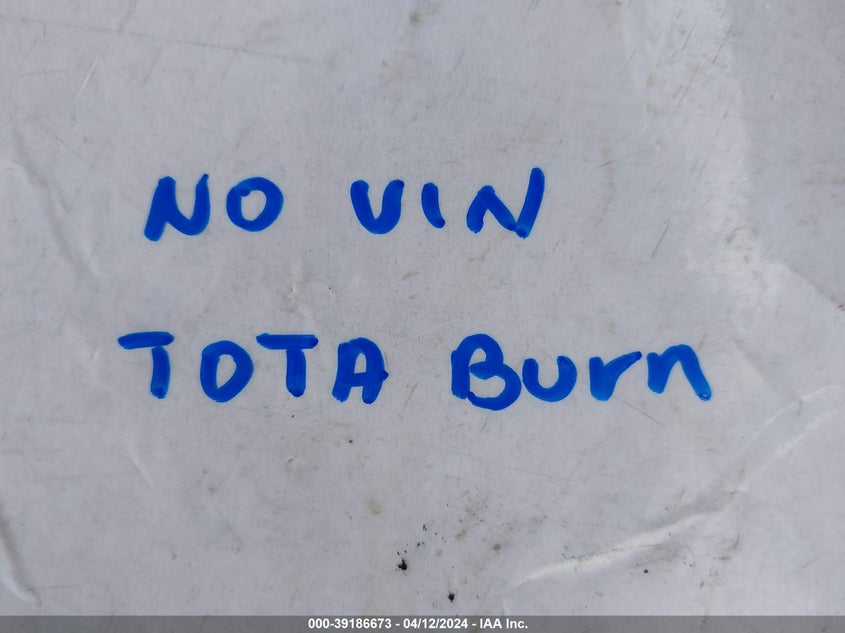 NO VIN
TOTA Burn
000-39186673 - 04/12/2024 - IAA Inc.